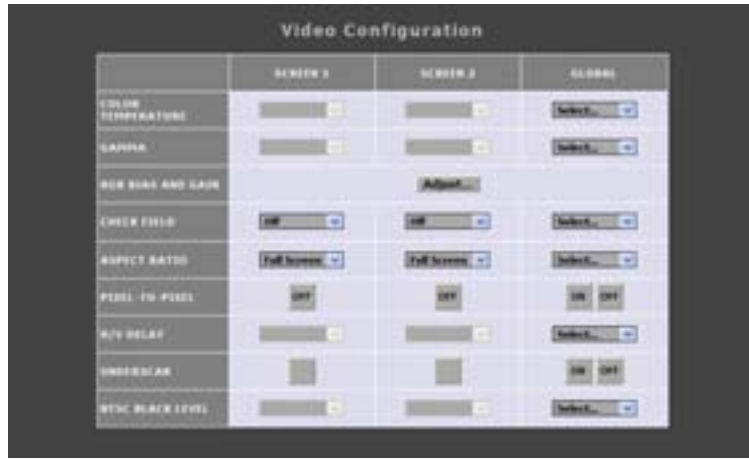 Video Configuration
SCREEN 1 SCREEN 2 GLOBAL
COLOR
TEMPERATURE Select...
GAMMA Select...
RGB BIAS AND GAIN Adjust...
CHECK FIELD Off Off Select...
ASPECT RATIO Full Screen Full Screen Select...
PIXEL-TO-PIXEL OFF OFF ON OFF
H/V DELAY Select...
UNDERSCAN ON OFF
NTSC BLACK LEVEL Select...